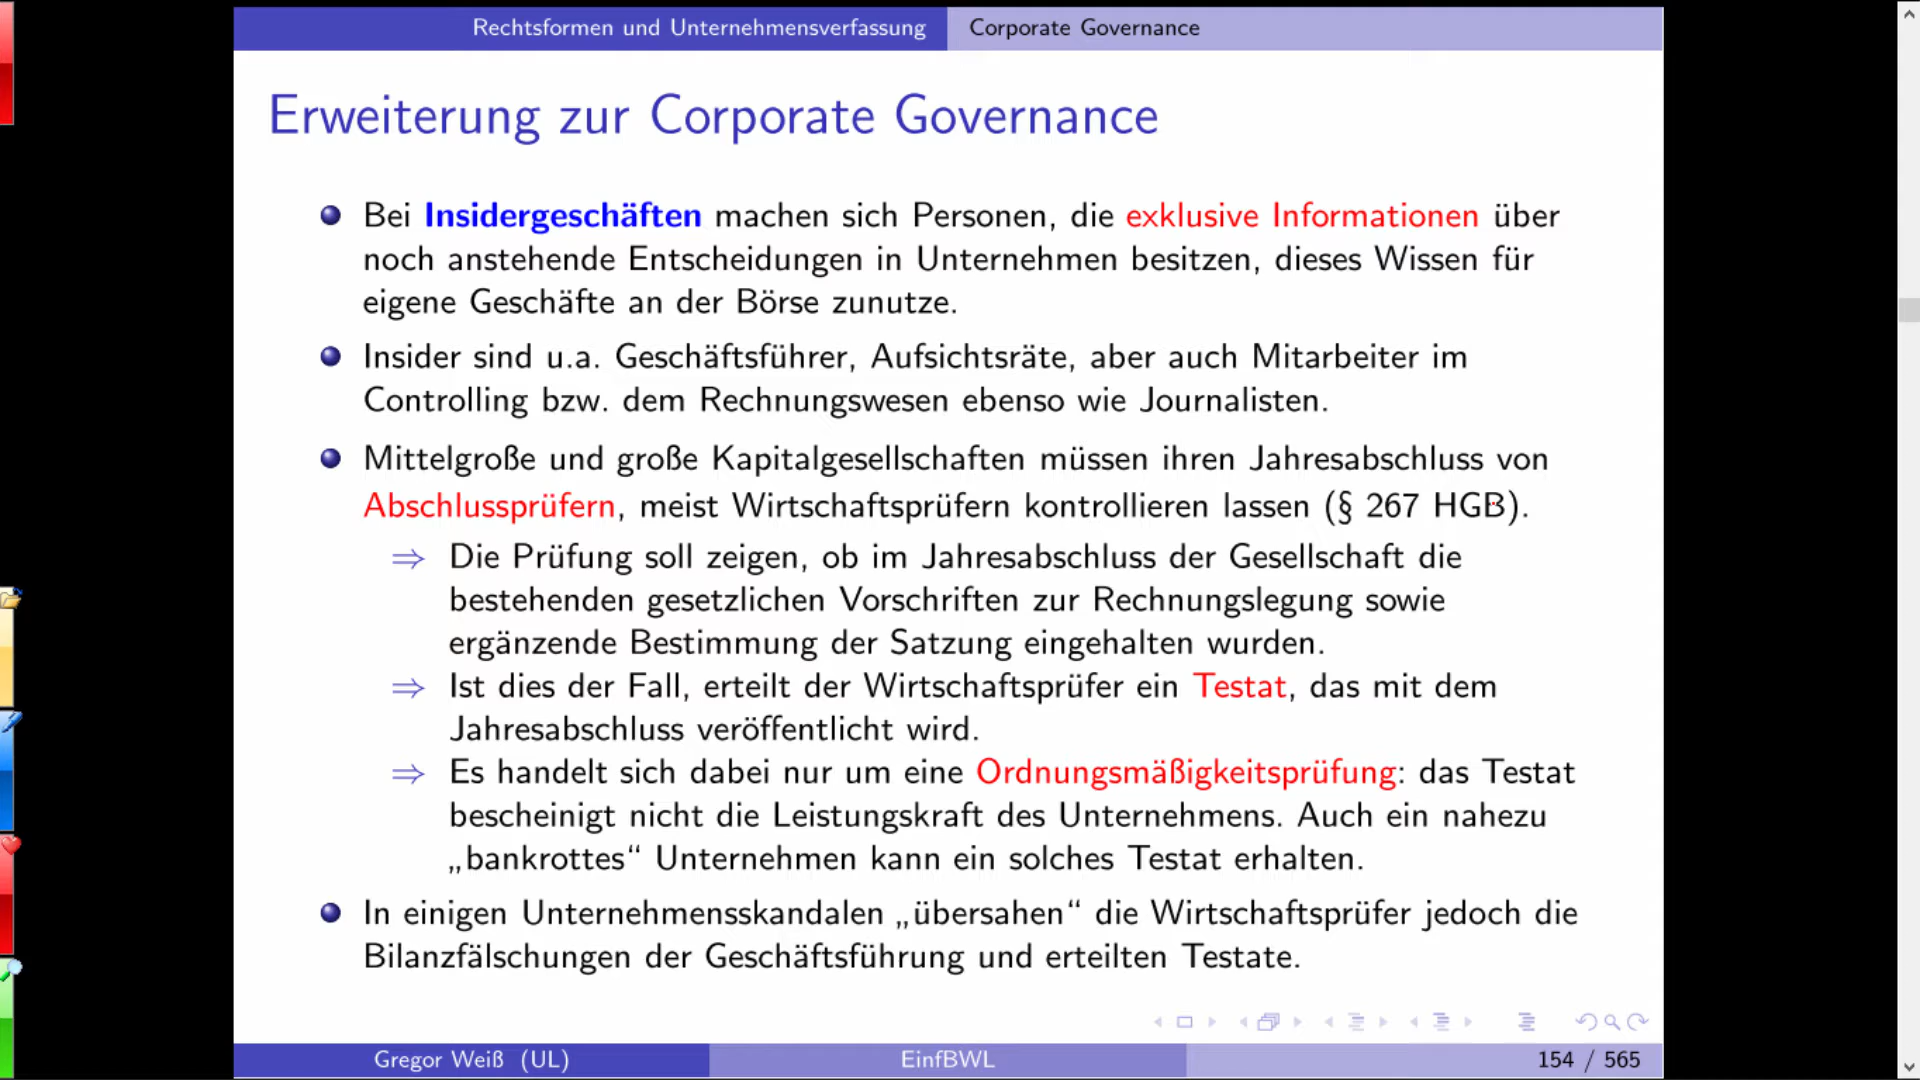 Rechtsformen und Unternehmensverfassung Corporate Governance
Erweiterung zur Corporate Governance
Bei Insidergeschäften machen sich Personen, die exklusive Informationen über
noch anstehende Entscheidungen in Unternehmen besitzen, dieses Wissen für
eigene Geschäfte an der Börse zunutze.
Insider sind u.a. Geschäftsführer, Aufsichtsräte, aber auch Mitarbeiter im
Controlling bzw. dem Rechnungswesen ebenso wie Journalisten.
Mittelgroße und große Kapitalgesellschaften müssen ihren Jahresabschluss von
Abschlussprüfern, meist Wirtschaftsprüfern kontrollieren lassen (§ 267 HGB).
⇒ Die Prüfung soll zeigen, ob im Jahresabschluss der Gesellschaft die
bestehenden gesetzlichen Vorschriften zur Rechnungslegung sowie
ergänzende Bestimmung der Satzung eingehalten wurden.
⇒ Ist dies der Fall, erteilt der Wirtschaftsprüfer ein Testat, das mit dem
Jahresabschluss veröffentlicht wird.
⇒ Es handelt sich dabei nur um eine Ordnungsmäßigkeitsprüfung: das Testat
bescheinigt nicht die Leistungskraft des Unternehmens. Auch ein nahezu
„bankrottes“ Unternehmen kann ein solches Testat erhalten.
In einigen Unternehmensskandalen „übersahen“ die Wirtschaftsprüfer jedoch die
Bilanzfälschungen der Geschäftsführung und erteilten Testate.
Gregor Weiß (UL) EinfBWL 154 / 565